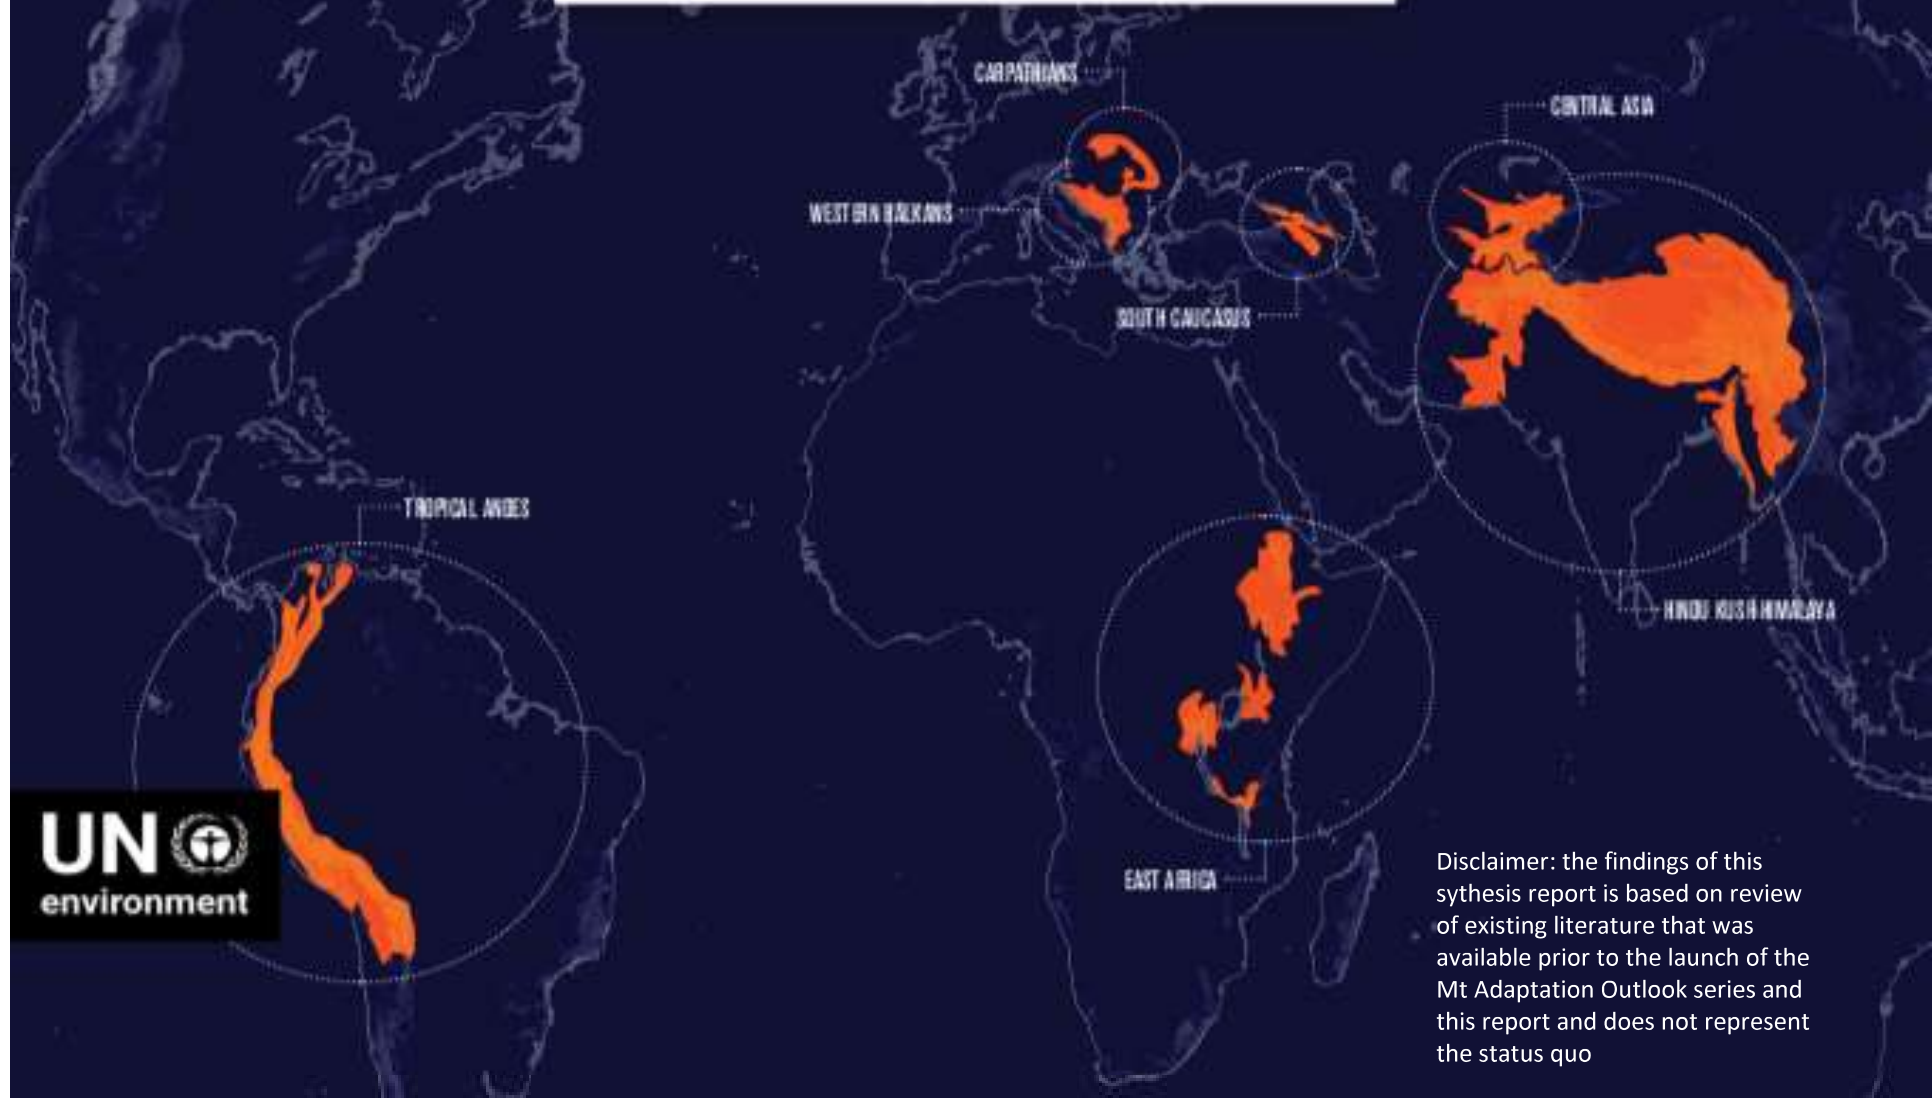 CARPATHIANS
CENTRAL ASIA
WESTERN BALKANS
SOUTH CAUCASUS
TROPICAL ANDES
HINDU KUSH HIMALAYA
EAST AFRICA
UN
environment
Disclaimer: the findings of this
sythesis report is based on review
of existing literature that was
available prior to the launch of the
Mt Adaptation Outlook series and
this report and does not represent
the status quo